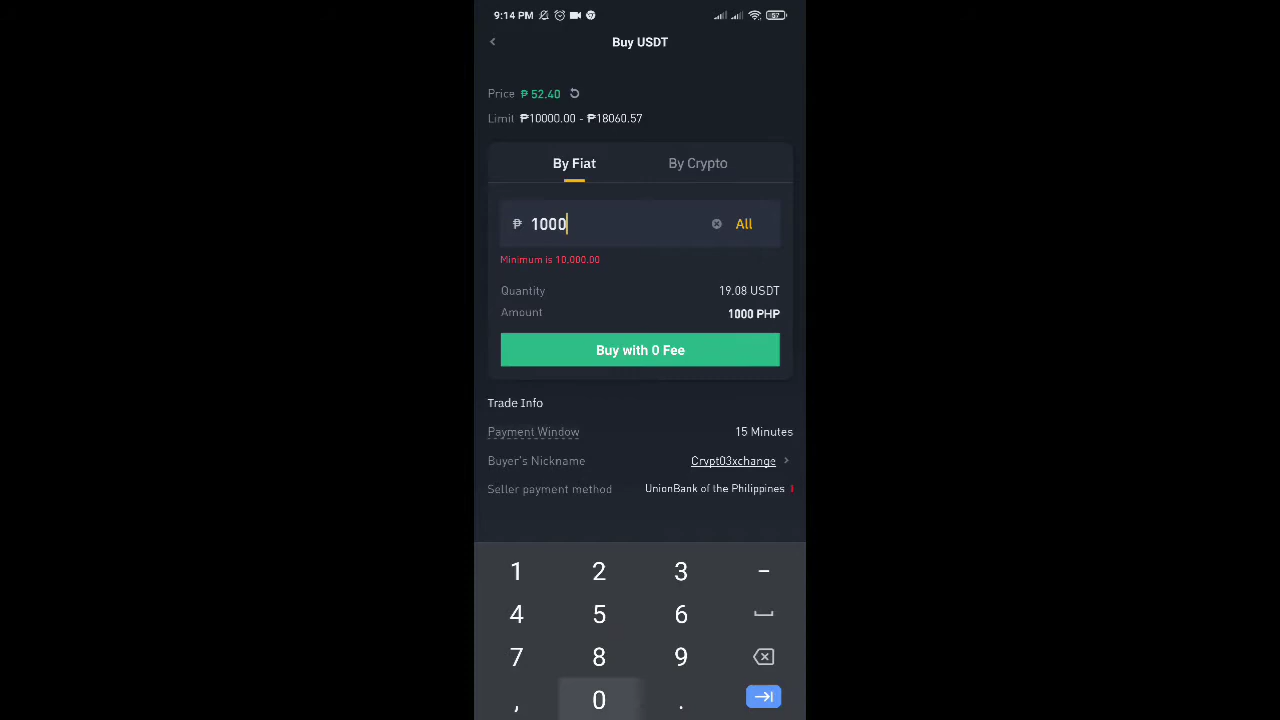 9:14 PM 57
Buy USDT
Price ₱ 52.40
Limit ₱10000.00 - ₱18060.57
By Fiat By Crypto
₱ 1000 All
Minimum is 10,000.00
Quantity 19.08 USDT
Amount 1000 PHP
Buy with 0 Fee
Trade Info
Payment Window 15 Minutes
Buyer's Nickname Crypt03xchange
Seller payment method UnionBank of the Philippines
1 2 3 -
4 5 6
7 8 9
, 0 .